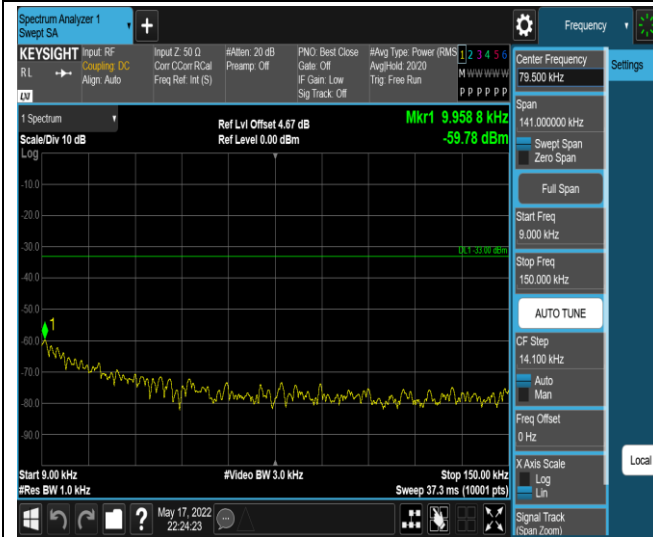 Spectrum Analyzer 1
Swept SA
+
Frequency
KEYSIGHT
RL
LXI
Input: RF
Coupling: DC
Align: Auto
Input Z: 50 Ω
Corr CCorr RCal
Freq Ref: Int (S)
#Atten: 20 dB
Preamp: Off
PNO: Best Close
Gate: Off
IF Gain: Low
Sig Track: Off
#Avg Type: Power (RMS
Avg|Hold: 20/20
Trig: Free Run
1 2 3 4 5 6
M W W W W W
P P P P P P
1 Spectrum
Scale/Div 10 dB
Log
Ref Lvl Offset 4.67 dB
Ref Level 0.00 dBm
Mkr1 9.958 8 kHz
-59.78 dBm
-10.0
-20.0
-30.0
DL1 -33.00 dBm
-40.0
-50.0
1
-60.0
-70.0
-80.0
-90.0
Start 9.00 kHz
#Res BW 1.0 kHz
#Video BW 3.0 kHz
Stop 150.00 kHz
Sweep 37.3 ms (10001 pts)
?
May 17, 2022
22:24:23
Center Frequency
79.500 kHz
Span
141.000000 kHz
Swept Span
Zero Span
Full Span
Start Freq
9.000 kHz
Stop Freq
150.000 kHz
AUTO TUNE
CF Step
14.100 kHz
Auto
Man
Freq Offset
0 Hz
X Axis Scale
Log
Lin
Signal Track
(Span Zoom)
Settings
Local